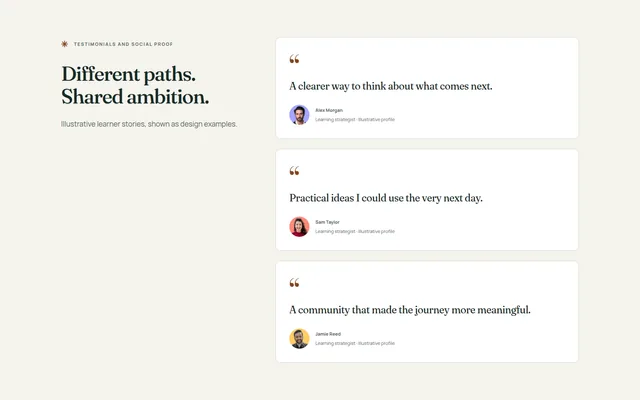 TESTIMONIALS AND SOCIAL PROOF
Different paths.
Shared ambition.
Illustrative learner stories, shown as design examples.
“
A clearer way to think about what comes next.
Alex Morgan
Learning strategist · Illustrative profile
“
Practical ideas I could use the very next day.
Sam Taylor
Learning strategist · Illustrative profile
“
A community that made the journey more meaningful.
Jamie Reed
Learning strategist · Illustrative profile